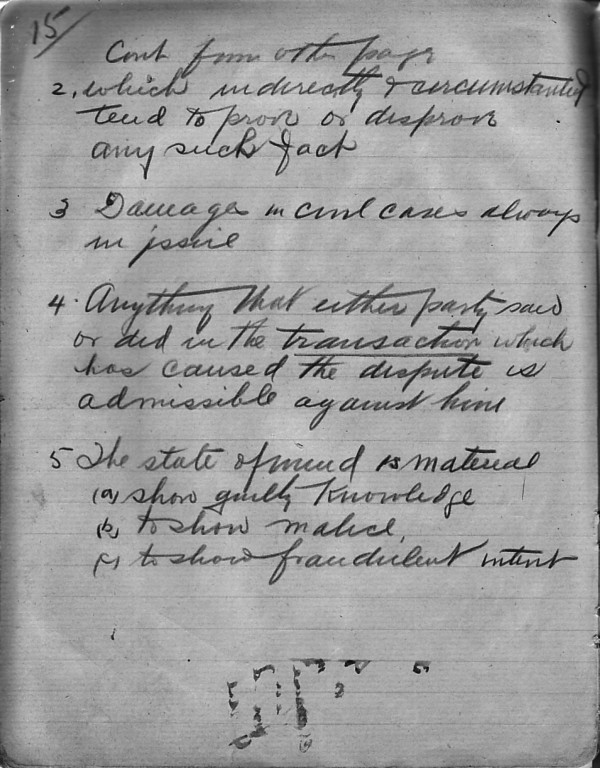 15
Cont from other page
2. which indirectly & circumstantially
tend to prove or disprove
any such fact
3 Damages in civil cases always
in issue
4. Anything that either party said
or did in the transaction which
has caused the dispute is
admissible against him
5 The state of mind is material
(a) show guilty Knowledge
(b) to show malice,
(c) to show fraudulent intent